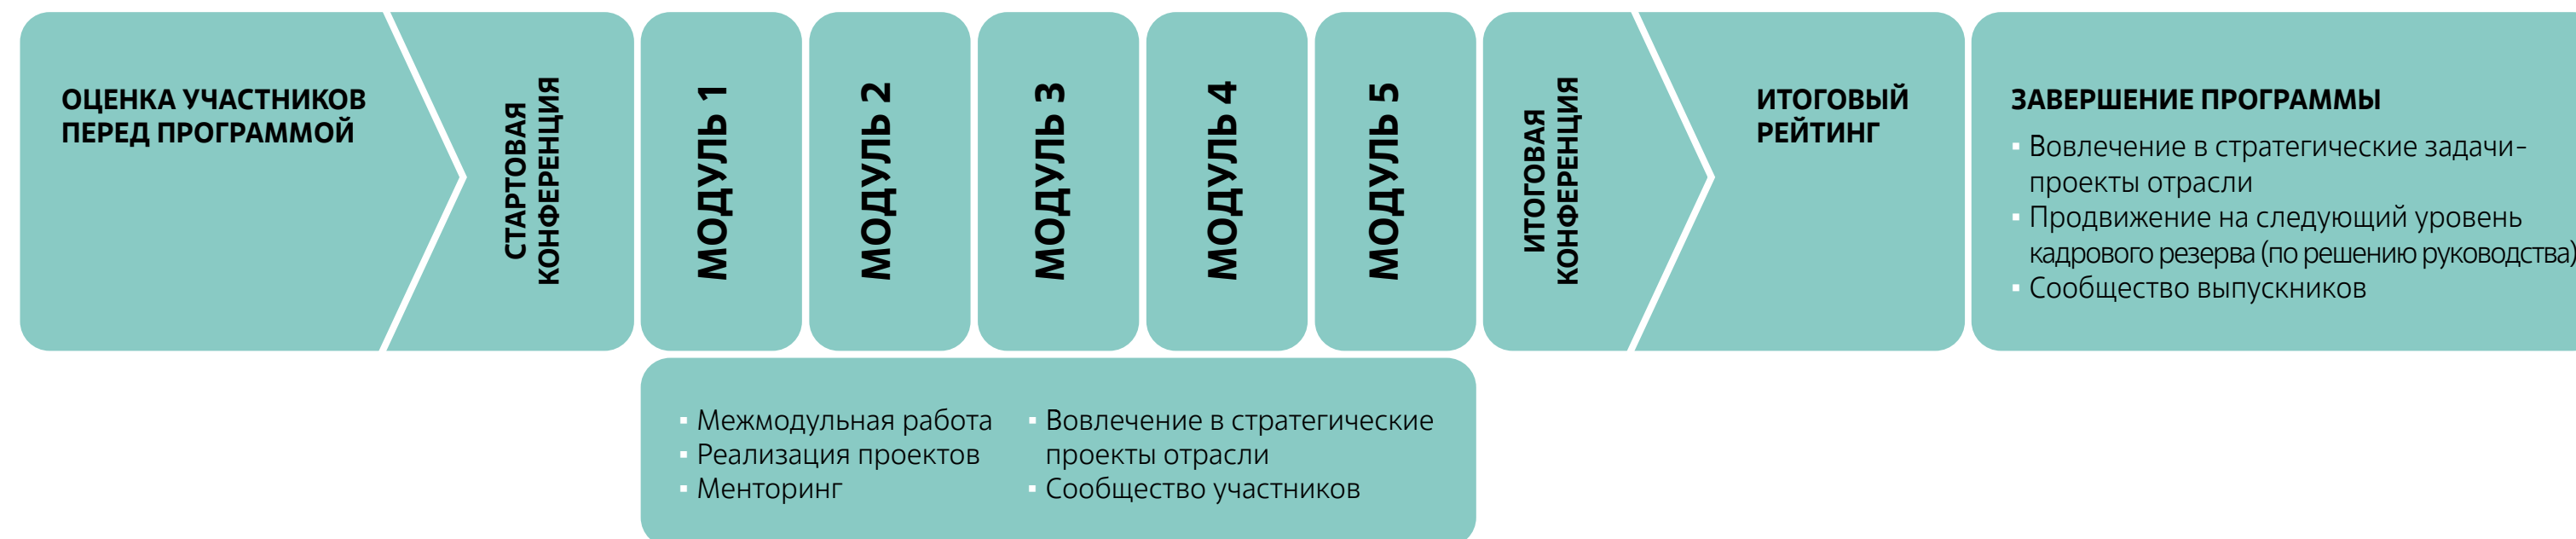 ОЦЕНКА УЧАСТНИКОВ
ПЕРЕД ПРОГРАММОЙ
СТАРТОВАЯ
КОНФЕРЕНЦИЯ
МОДУЛЬ 1
МОДУЛЬ 2
МОДУЛЬ 3
МОДУЛЬ 4
МОДУЛЬ 5
ИТОГОВАЯ
КОНФЕРЕНЦИЯ
ИТОГОВЫЙ
РЕЙТИНГ
ЗАВЕРШЕНИЕ ПРОГРАММЫ
▪ Вовлечение в стратегические задачи-
проекты отрасли
▪ Продвижение на следующий уровень
кадрового резерва (по решению руководства)
▪ Сообщество выпускников
▪ Межмодульная работа
▪ Реализация проектов
▪ Менторинг
▪ Вовлечение в стратегические
проекты отрасли
▪ Сообщество участников